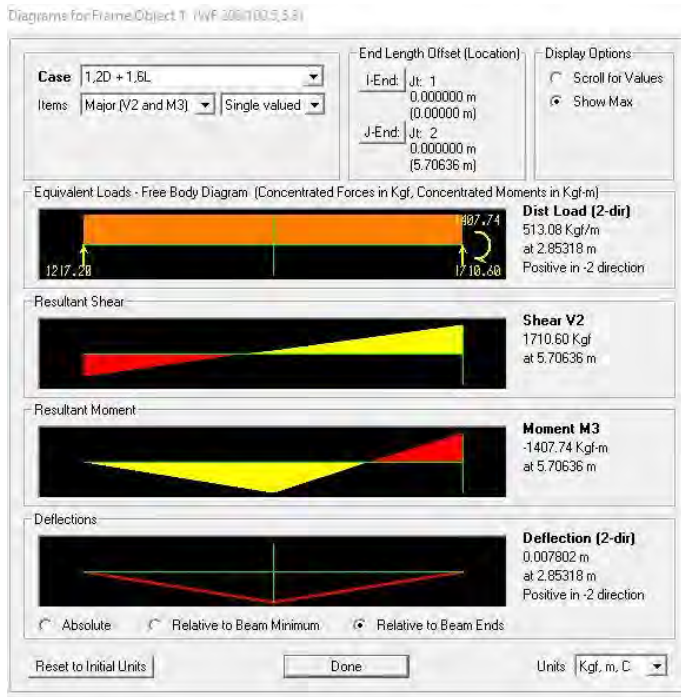 Diagrams for Frame Object 1 (WF 200/100.5,5.8)
End Length Offset (Location)
Display Options
Case 1,2D + 1,6L
Items Major (V2 and M3) Single valued
I-End: Jt: 1
0.000000 m
(0.00000 m)
J-End: Jt: 2
0.000000 m
(5.70636 m)
Scroll for Values
Show Max
Equivalent Loads - Free Body Diagram (Concentrated Forces in Kgf, Concentrated Moments in Kgf-m)
1407.74
1217.20
1710.60
Dist Load (2-dir)
513.08 Kgf/m
at 2.85318 m
Positive in -2 direction
Resultant Shear
Shear V2
1710.60 Kgf
at 5.70636 m
Resultant Moment
Moment M3
-1407.74 Kgf-m
at 5.70636 m
Deflections
Deflection (2-dir)
0.007802 m
at 2.85318 m
Positive in -2 direction
Absolute Relative to Beam Minimum Relative to Beam Ends
Reset to Initial Units Done Units Kgf, m, C